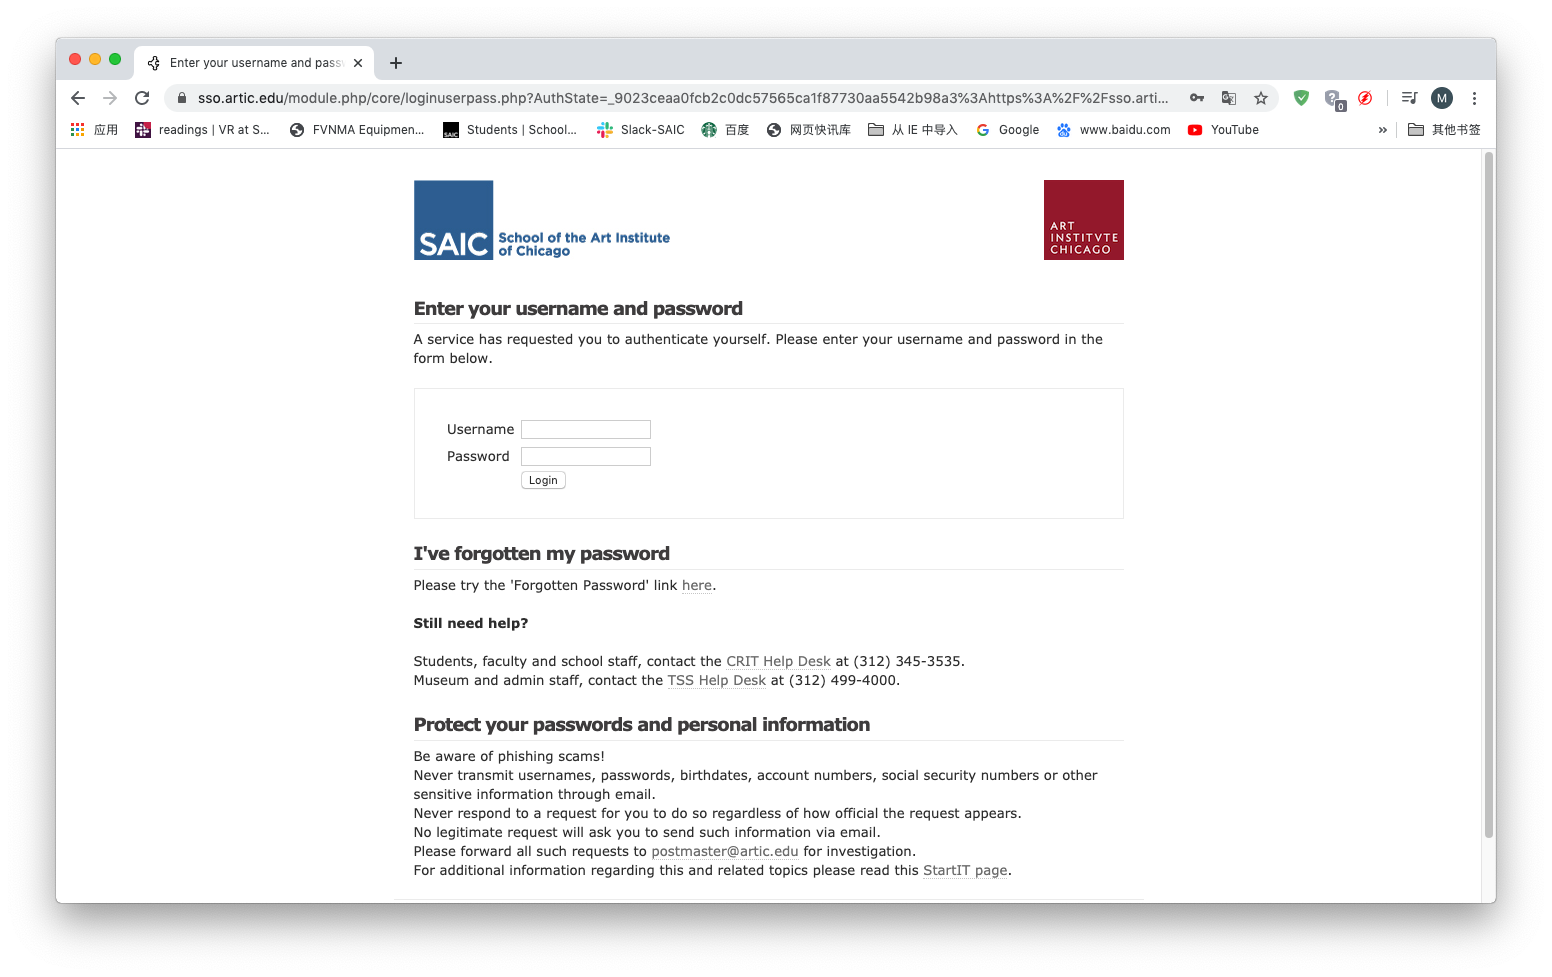 Enter your username and pass
sso.artic.edu/module.php/core/loginuserpass.php?AuthState=_9023ceaa0fcb2c0dc57565ca1f87730aa5542b98a3%3Ahttps%3A%2F%2Fsso.arti...
0
M
应用
readings | VR at S...
FVNMA Equipmen...
SAIC
Students | School...
Slack-SAIC
百度
网页快讯库
从 IE 中导入
Google
www.baidu.com
YouTube
»
其他书签
SAIC School of the Art Institute
of Chicago
ART
INSTITVTE
CHICAGO
Enter your username and password
A service has requested you to authenticate yourself. Please enter your username and password in the
form below.
Username
Password
Login
I've forgotten my password
Please try the 'Forgotten Password' link here.
Still need help?
Students, faculty and school staff, contact the CRIT Help Desk at (312) 345-3535.
Museum and admin staff, contact the TSS Help Desk at (312) 499-4000.
Protect your passwords and personal information
Be aware of phishing scams!
Never transmit usernames, passwords, birthdates, account numbers, social security numbers or other
sensitive information through email.
Never respond to a request for you to do so regardless of how official the request appears.
No legitimate request will ask you to send such information via email.
Please forward all such requests to postmaster@artic.edu for investigation.
For additional information regarding this and related topics please read this StartIT page.